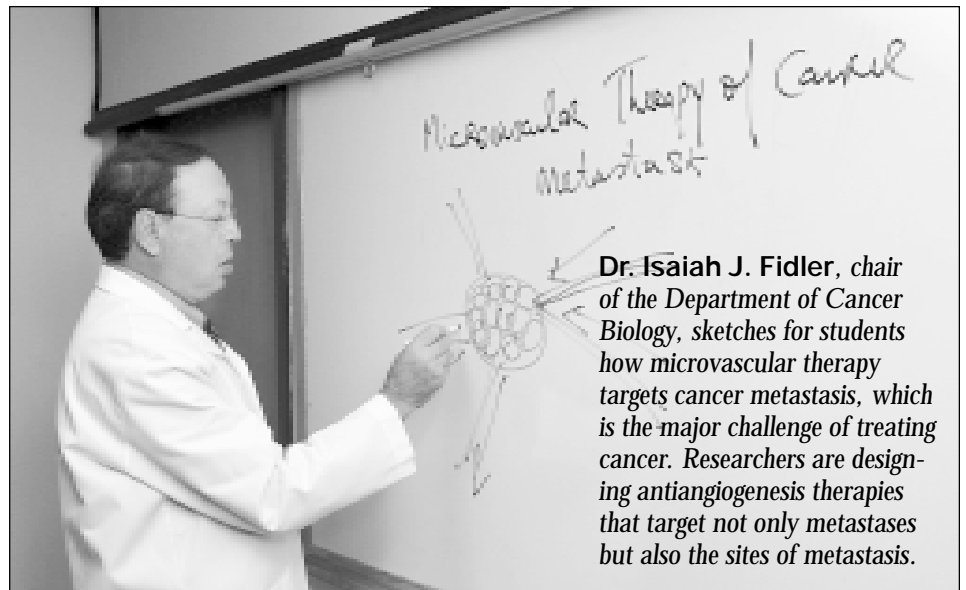 Microvascular Therapy of Cancer
Metastasis
Dr. Isaiah J. Fidler, chair
of the Department of Cancer
Biology, sketches for students
how microvascular therapy
targets cancer metastasis, which
is the major challenge of treating
cancer. Researchers are design-
ing antiangiogenesis therapies
that target not only metastases
but also the sites of metastasis.